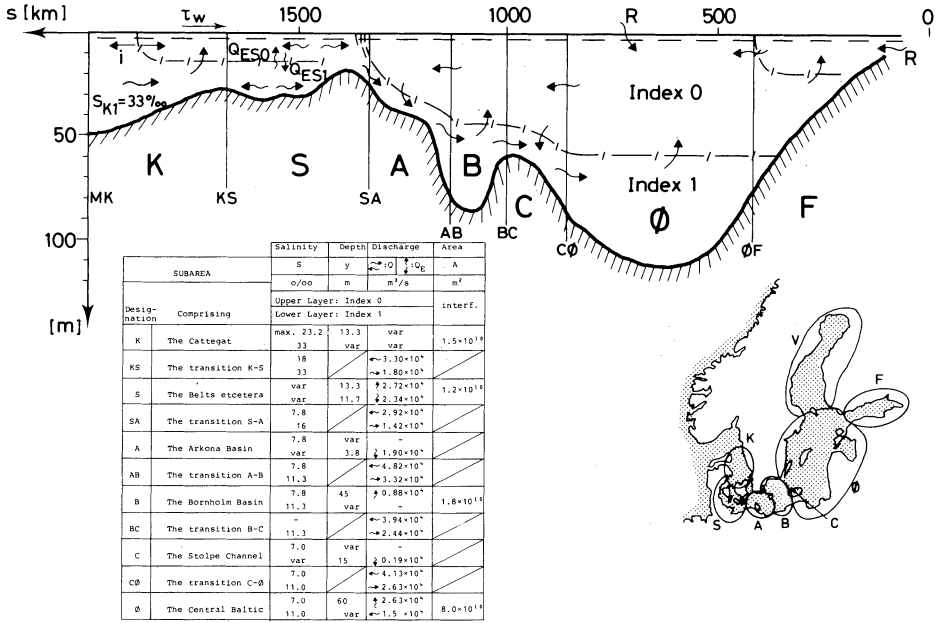 s [km] τw 1500 1000 500 0
R
i QES0
QES1
R
Index 0
SK1=33‰
50
K S A B Index 1
C Ø F
MK KS SA
AB BC
CØ ØF
100
[m]
Salinity Depth Discharge Area
SUBAREA S y :Q :QE A
o/oo m m³/s m²
Upper Layer: Index 0 interf.
Lower Layer: Index 1
Desig-
nation Comprising
K The Cattegat max. 23.2 13.3 var 1.5×10¹⁰
33 var var
KS The transition K-S 18 3.30×10⁴
33 1.80×10⁴
S The Belts etcetera var 13.3 2.72×10⁴ 1.2×10¹⁰
var 11.7 2.34×10⁴
SA The transition S-A 7.8 2.92×10⁴
16 1.42×10⁴
A The Arkona Basin 7.8 var -
var 3.8 1.90×10⁴
AB The transition A-B 7.8 4.82×10⁴
11.3 3.32×10⁴
B The Bornholm Basin 7.8 45 0.88×10⁴ 1.8×10¹⁰
11.3 var -
BC The transition B-C - 3.94×10⁴
11.3 2.44×10⁴
C The Stolpe Channel 7.0 var -
var 15 0.19×10⁴
CØ The transition C-Ø 7.0 4.13×10⁴
11.0 2.63×10⁴
Ø The Central Baltic 7.0 60 2.63×10⁴ 8.0×10¹⁰
11.0 var 1.5 ×10⁴
V
F
K
Ø
S A B C